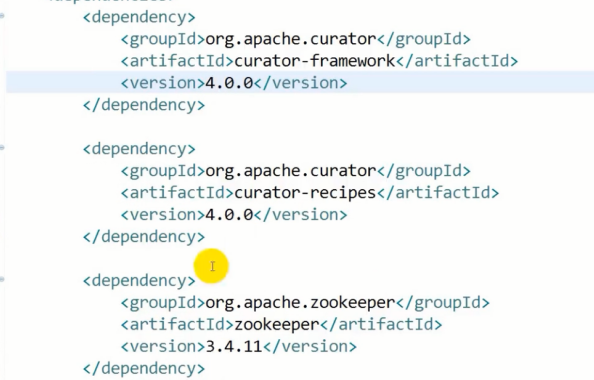 <dependency>
<groupId>org.apache.curator</groupId>
<artifactId>curator-framework</artifactId>
<version>4.0.0</version>
</dependency>
<dependency>
<groupId>org.apache.curator</groupId>
<artifactId>curator-recipes</artifactId>
<version>4.0.0</version>
</dependency>
<dependency>
<groupId>org.apache.zookeeper</groupId>
<artifactId>zookeeper</artifactId>
<version>3.4.11</version>
</dependency>